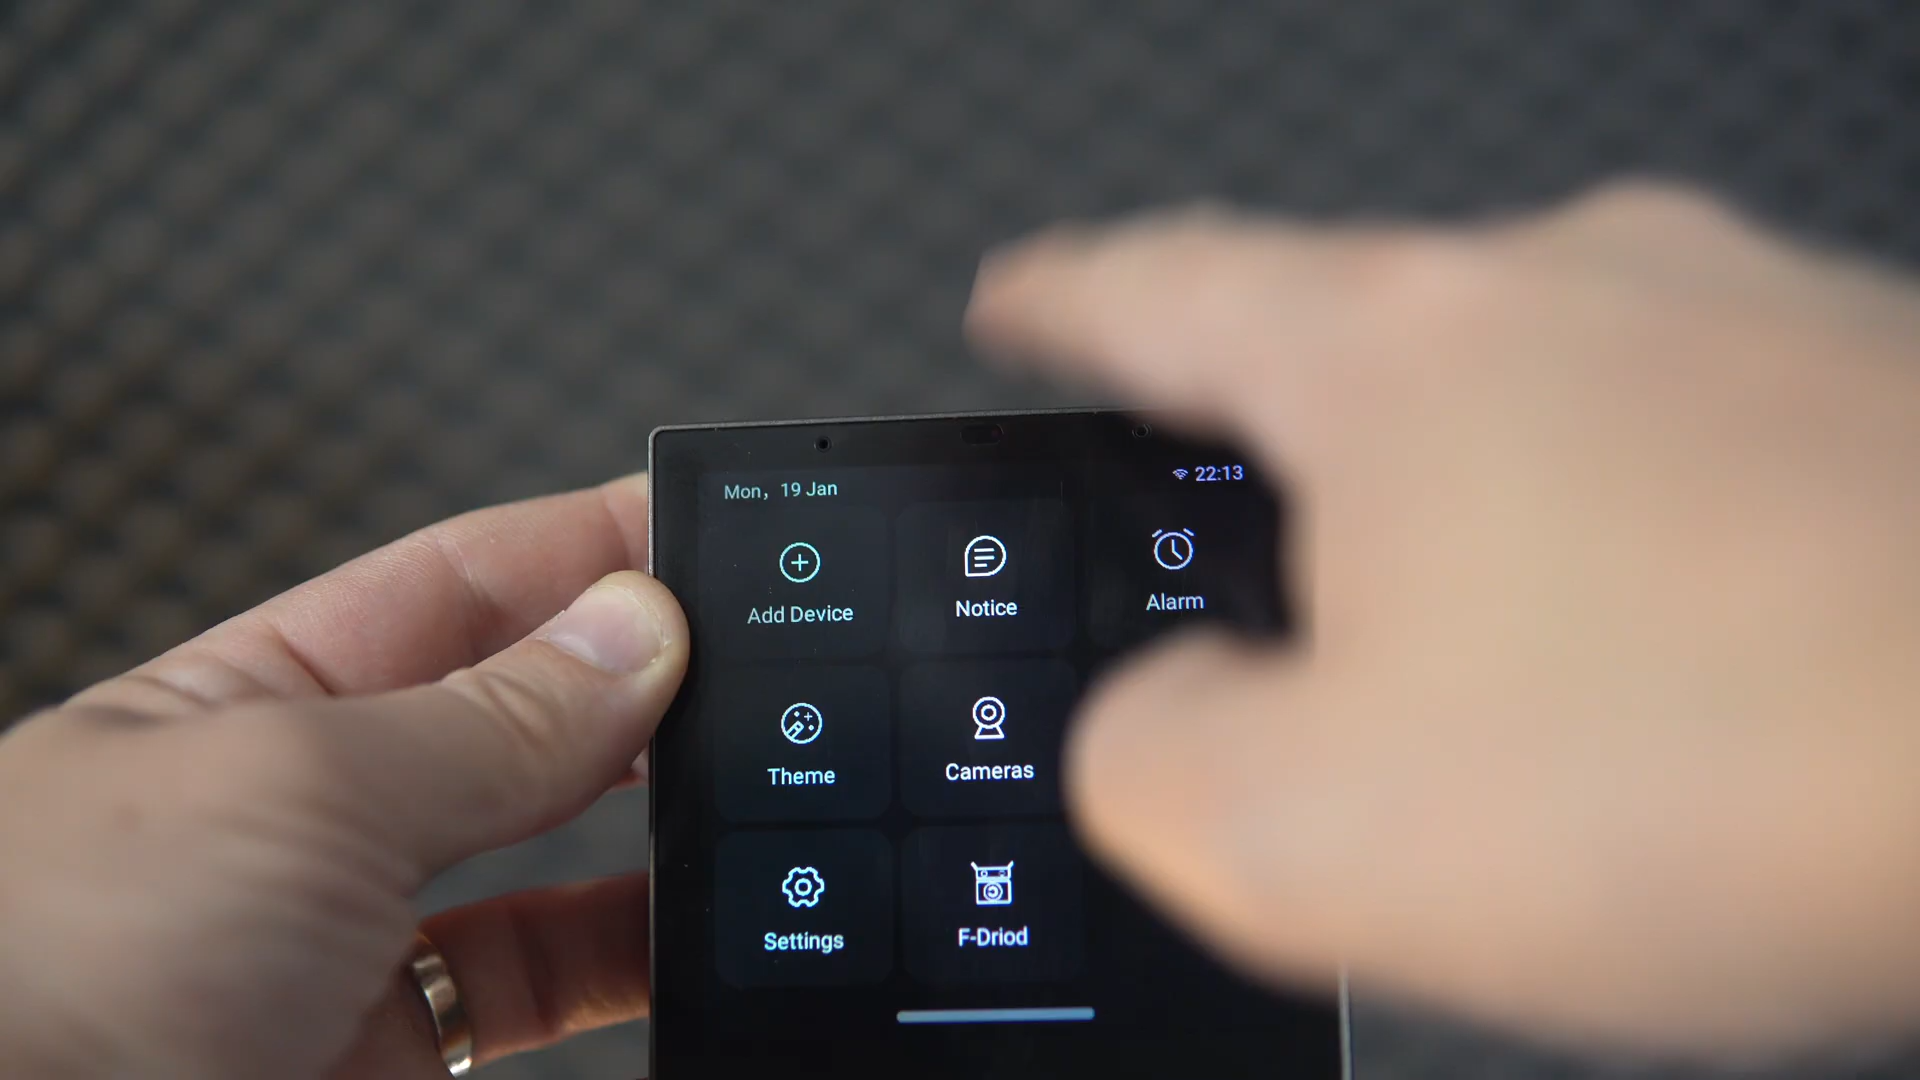 Mon, 19 Jan
22:13
Add Device
Notice
Alarm
Theme
Cameras
Settings
F-Driod